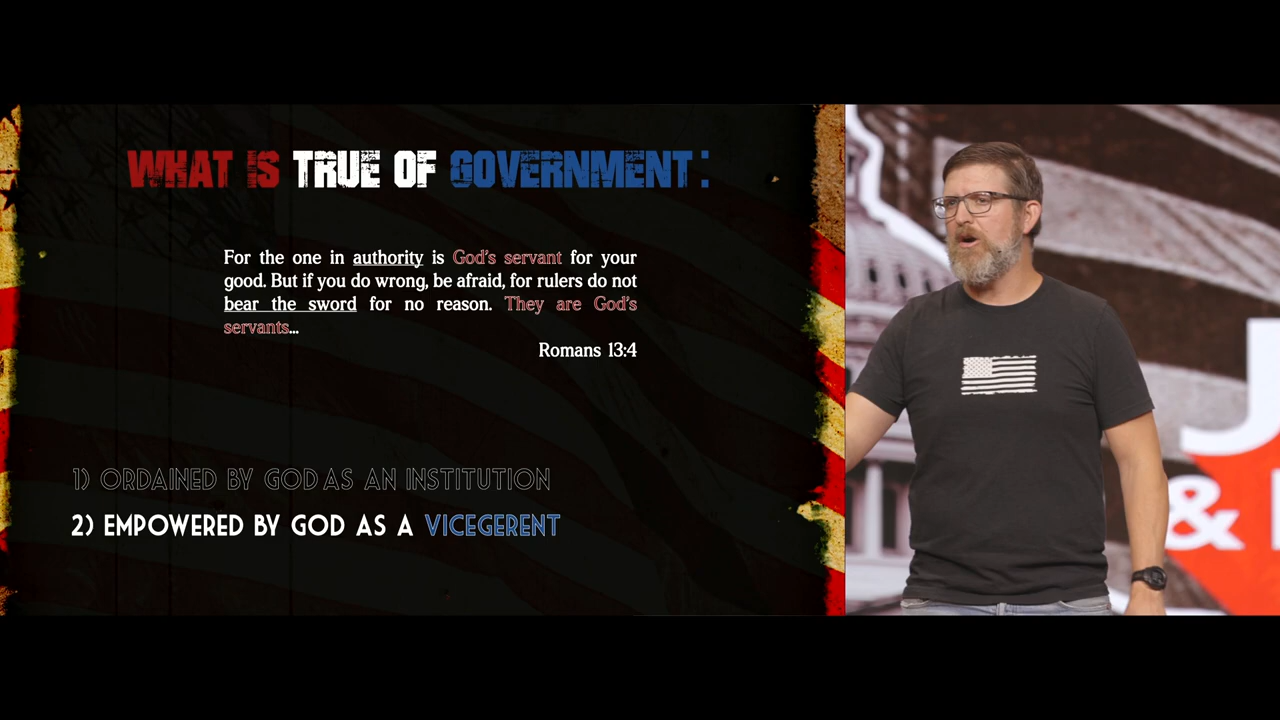 WHAT IS TRUE OF GOVERNMENT:
For the one in authority is God's servant for your
good. But if you do wrong, be afraid, for rulers do not
bear the sword for no reason. They are God's
servants...
Romans 13:4
1) ORDAINED BY GOD AS AN INSTITUTION
2) EMPOWERED BY GOD AS A VICEGERENT
J
&